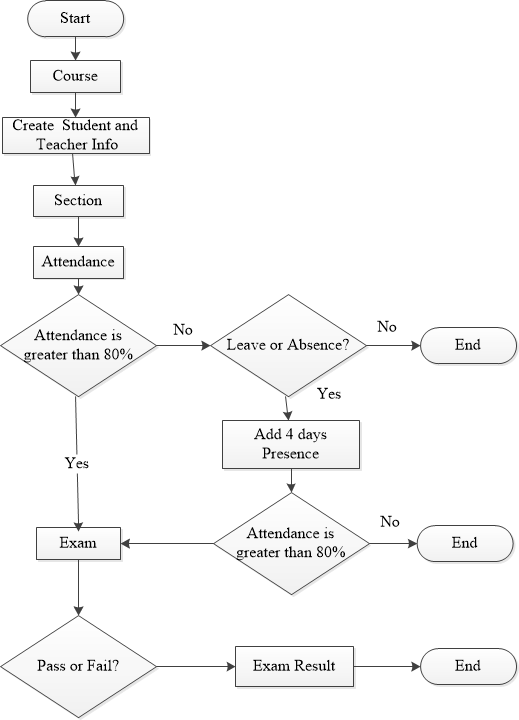 Start
Course
Create Student and
Teacher Info
Section
Attendance
Attendance is
greater than 80%
No
Leave or Absence?
No
End
Yes
Add 4 days
Presence
Yes
Attendance is
greater than 80%
No
End
Exam
Pass or Fail?
Exam Result
End